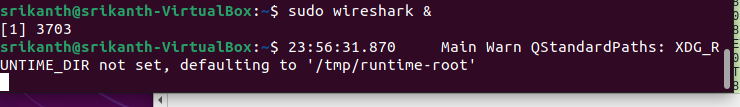 srikanth@srikanth-VirtualBox:~$ sudo wireshark &
[1] 3703
srikanth@srikanth-VirtualBox:~$ 23:56:31.870     Main Warn QStandardPaths: XDG_R
UNTIME_DIR not set, defaulting to '/tmp/runtime-root'